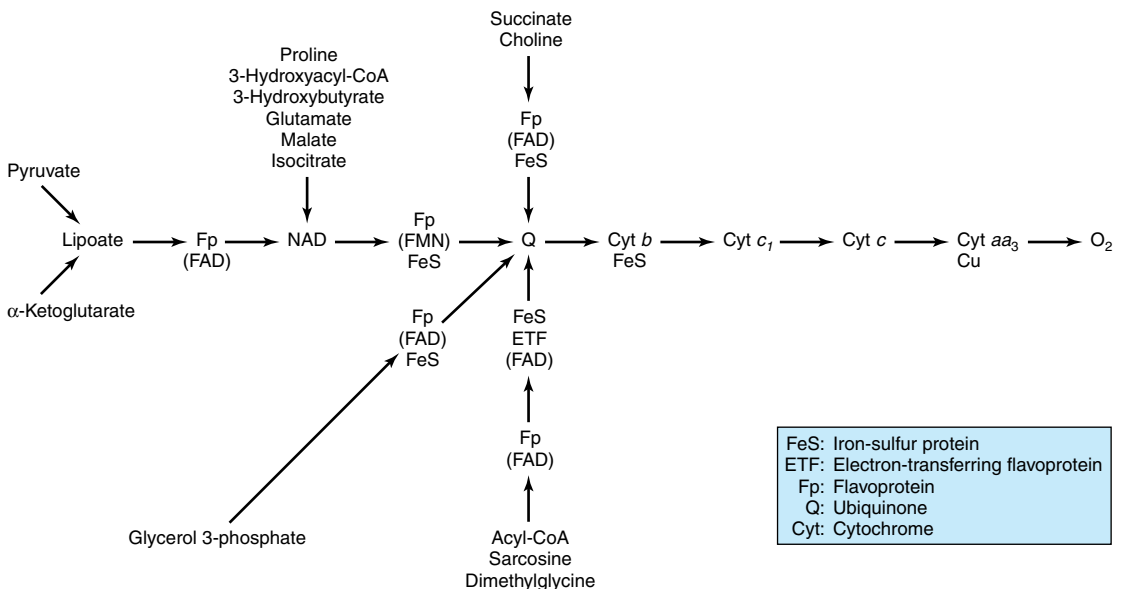 Succinate
Choline
Proline
3-Hydroxyacyl-CoA
3-Hydroxybutyrate
Glutamate
Malate
Isocitrate
Fp
(FAD)
FeS
Pyruvate
Lipoate
Fp
(FAD)
NAD
Fp
(FMN)
FeS
Q
Cyt b
FeS
Cyt c₁
Cyt c
Cyt aa₃
Cu
O₂
α-Ketoglutarate
Fp
(FAD)
FeS
FeS
ETF
(FAD)
Fp
(FAD)
Glycerol 3-phosphate
Acyl-CoA
Sarcosine
Dimethylglycine
FeS: Iron-sulfur protein
ETF: Electron-transferring flavoprotein
Fp: Flavoprotein
Q: Ubiquinone
Cyt: Cytochrome